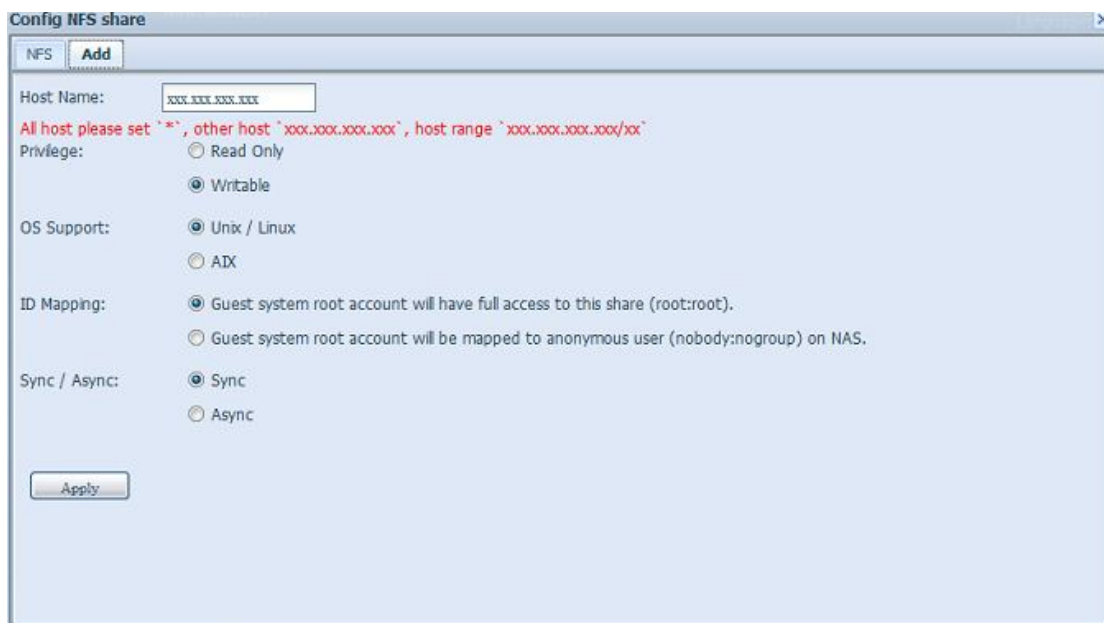 Config NFS share
NFS Add
Host Name: xxx.xxx.xxx.xxx
All host please set `*`, other host `xxx.xxx.xxx.xxx`, host range `xxx.xxx.xxx.xxx/xx`
Privilege: Read Only
Writable
OS Support: Unix / Linux
AIX
ID Mapping: Guest system root account will have full access to this share (root:root).
Guest system root account will be mapped to anonymous user (nobody:nogroup) on NAS.
Sync / Async: Sync
Async
Apply